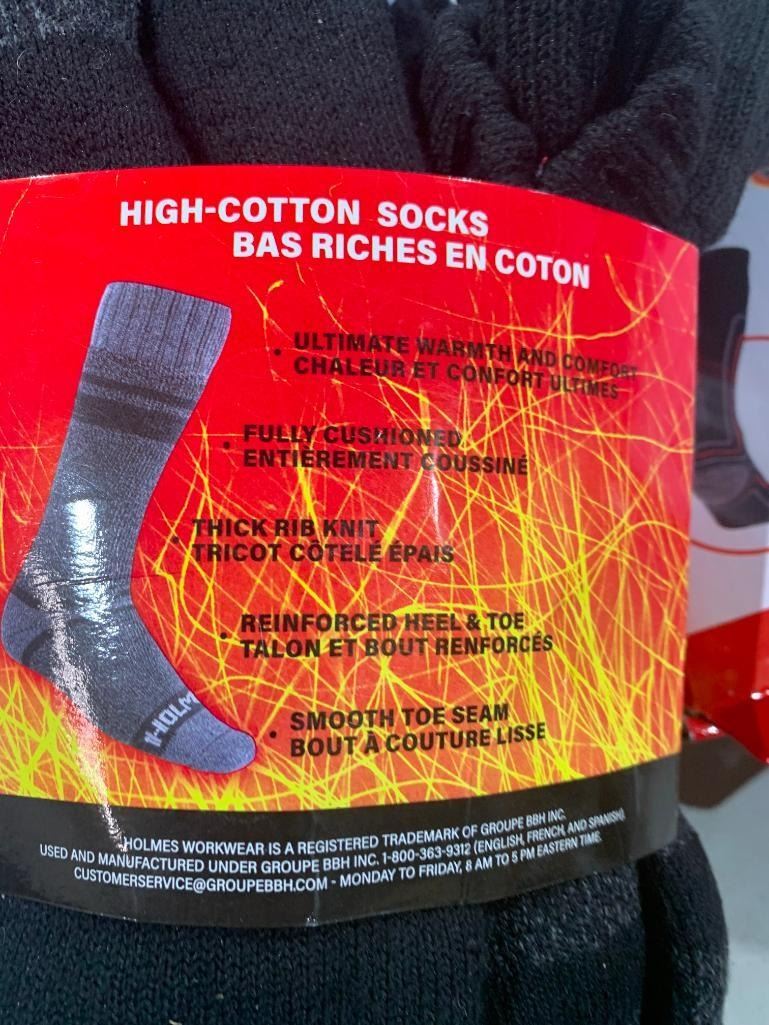 HIGH-COTTON SOCKS
BAS RICHES EN COTON
• ULTIMATE WARMTH AND COMFORT
CHALEUR ET CONFORT ULTIMES
• FULLY CUSHIONED
ENTIÈREMENT COUSSINÉ
• THICK RIB KNIT
TRICOT CÔTELÉ ÉPAIS
• REINFORCED HEEL & TOE
TALON ET BOUT RENFORCÉS
• SMOOTH TOE SEAM
BOUT À COUTURE LISSE
HOLMES WORKWEAR IS A REGISTERED TRADEMARK OF GROUPE BBH INC.
USED AND MANUFACTURED UNDER GROUPE BBH INC. 1-800-363-9312 (ENGLISH, FRENCH, AND SPANISH).
CUSTOMERSERVICE@GROUPEBBH.COM - MONDAY TO FRIDAY, 8 AM TO 5 PM EASTERN TIME.